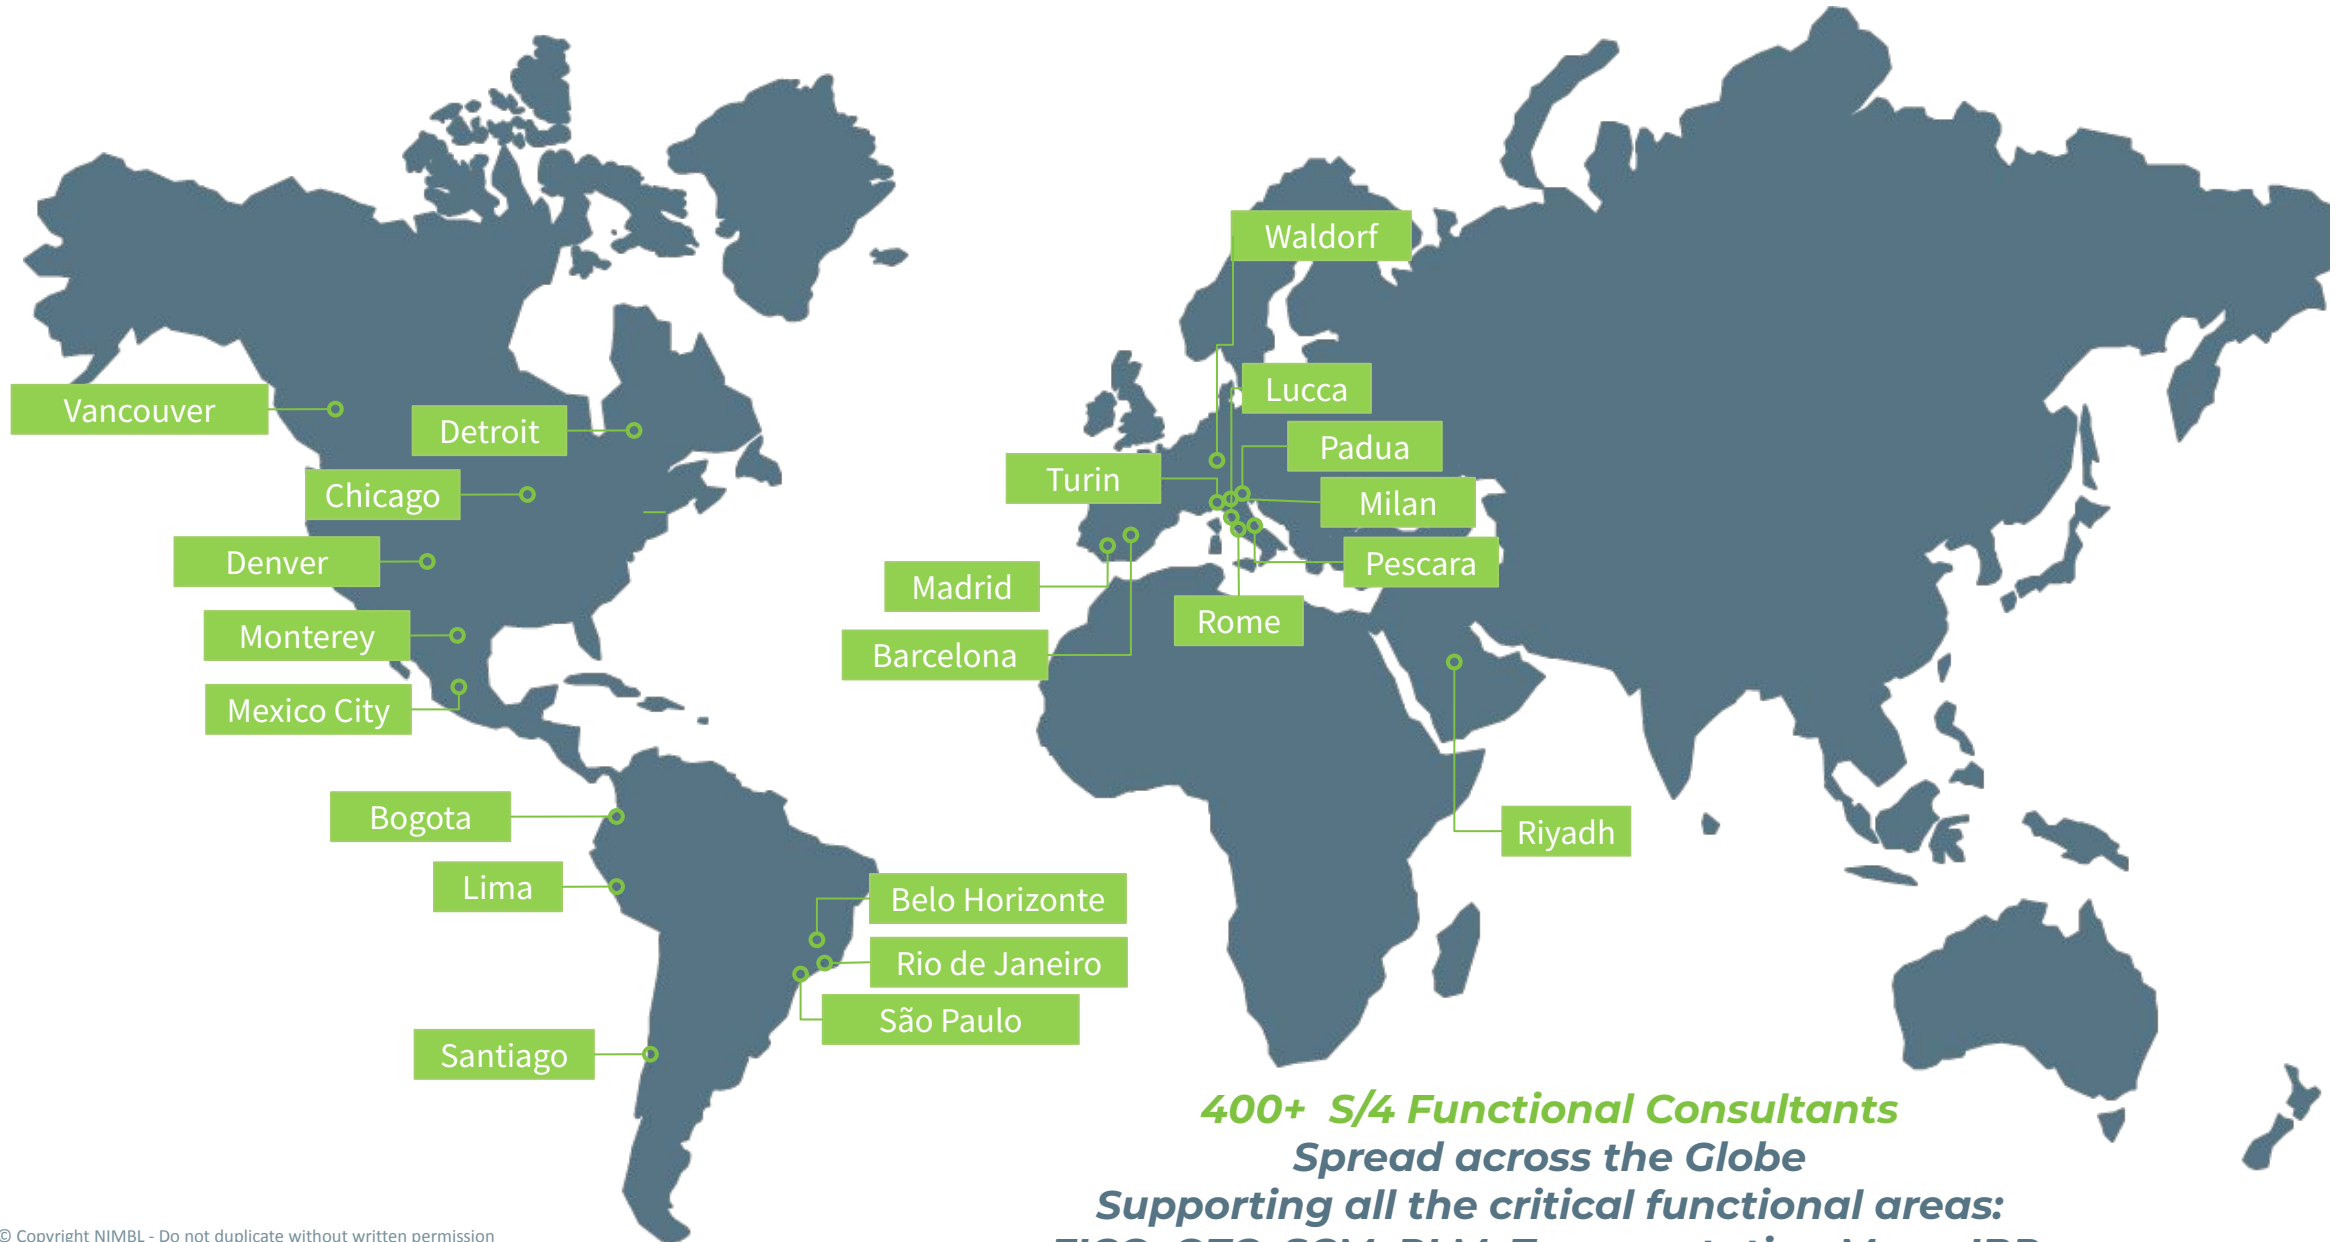 Waldorf
Lucca
Vancouver
Detroit
Padua
Turin
Chicago
Milan
Denver
Pescara
Madrid
Rome
Monterey
Barcelona
Mexico City
Bogota
Riyadh
Lima
Belo Horizonte
Rio de Janeiro
São Paulo
Santiago
400+ S/4 Functional Consultants
Spread across the Globe
Supporting all the critical functional areas:
© Copyright NIMBL - Do not duplicate without written permission